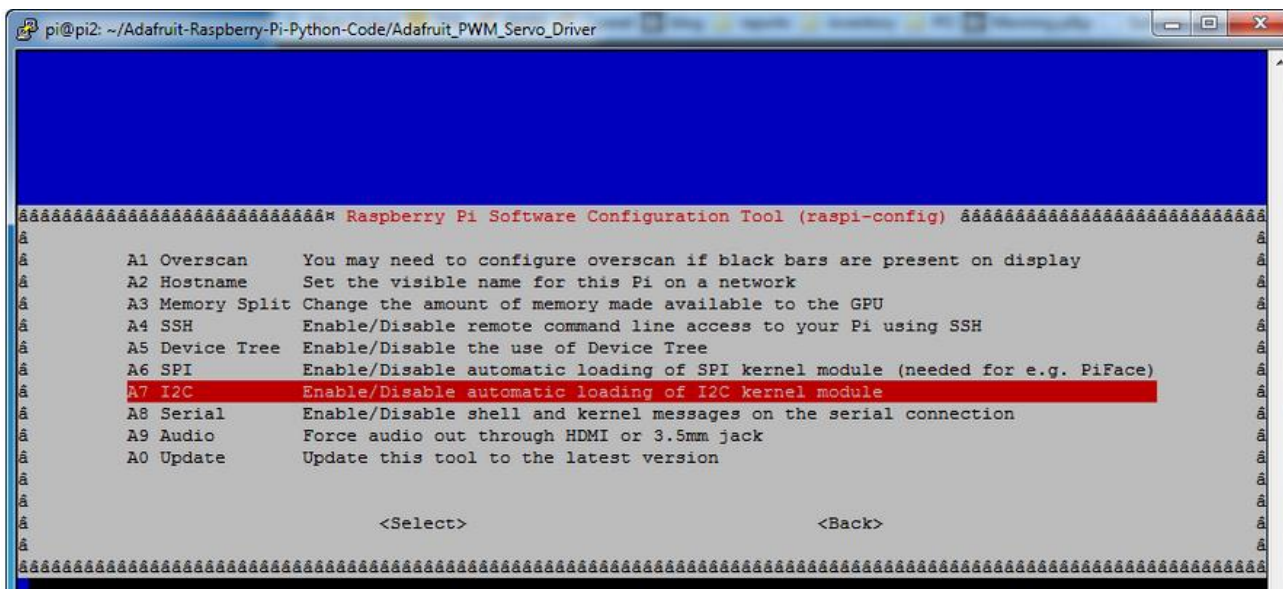 pi@pi2: ~/Adafruit-Raspberry-Pi-Python-Code/Adafruit_PWM_Servo_Driver
Raspberry Pi Software Configuration Tool (raspi-config)
A1 Overscan You may need to configure overscan if black bars are present on display
A2 Hostname Set the visible name for this Pi on a network
A3 Memory Split Change the amount of memory made available to the GPU
A4 SSH Enable/Disable remote command line access to your Pi using SSH
A5 Device Tree Enable/Disable the use of Device Tree
A6 SPI Enable/Disable automatic loading of SPI kernel module (needed for e.g. PiFace)
A7 I2C Enable/Disable automatic loading of I2C kernel module
A8 Serial Enable/Disable shell and kernel messages on the serial connection
A9 Audio Force audio out through HDMI or 3.5mm jack
A0 Update Update this tool to the latest version
<Select> <Back>